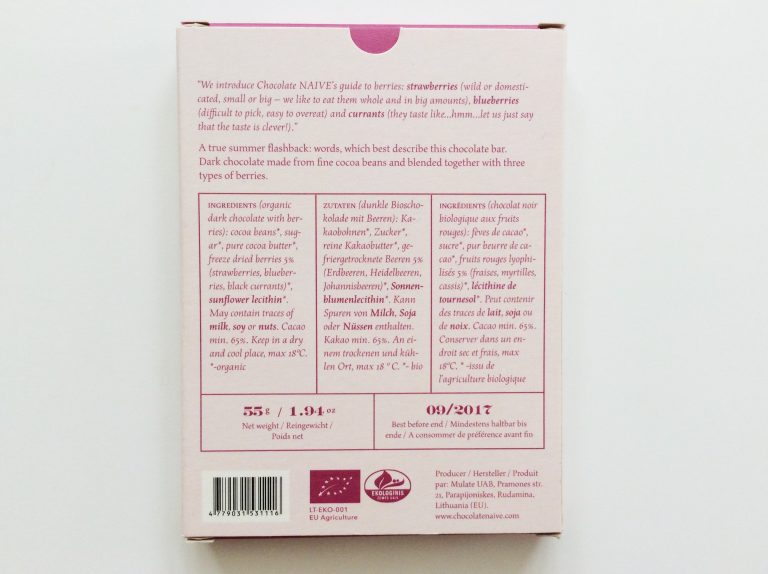 "We introduce Chocolate NAIVE's guide to berries: strawberries (wild or domesti-
cated, small or big – we like to eat them whole and in big amounts), blueberries
(difficult to pick, easy to overeat) and currants (they taste like...hmm...let us just say
that the taste is clever!)."
A true summer flashback: words, which best describe this chocolate bar.
Dark chocolate made from fine cocoa beans and blended together with three
types of berries.
INGREDIENTS (organic
dark chocolate with ber-
ries): cocoa beans*, sug-
ar*, pure cocoa butter*,
freeze dried berries 5%
(strawberries, blueber-
ries, black currants)*,
sunflower lecithin*.
May contain traces of
milk, soy or nuts. Cacao
min. 65%. Keep in a dry
and cool place, max 18°C.
*-organic
ZUTATEN (dunkle Bioscho-
kolade mit Beeren): Ka-
kaobohnen*, Zucker*,
reine Kakaobutter*, ge-
friergetrocknete Beeren 5%
(Erdbeeren, Heidelbeeren,
Johannisbeeren)*, Sonnen-
blumenlecithin*. Kann
Spuren von Milch, Soja
oder Nüssen enthalten.
Kakao min. 65%. An ei-
nem trockenen und küh-
len Ort, max 18 ° C. *- bio
INGRÉDIENTS (chocolat noir
biologique aux fruits
rouges): fèves de cacao*,
sucre*, pur beurre de ca-
cao*, fruits rouges lyophi-
lisés 5% (fraises, myrtilles,
cassis)*, lécithine de
tournesol*. Peut contenir
des traces de lait, soja ou
de noix. Cacao min. 65%.
Conserver dans un en-
droit sec et frais, max
18°C. * -issu de
l'agriculture biologique
55 g / 1.94 oz
Net weight / Reingewicht /
Poids net
09/2017
Best before end / Mindestens haltbar bis
ende / A consommer de préférence avant fin
4 779031 531116
LT-EKO-001
EU Agriculture
EKOLOGINIS
ŽEMĖS ŪKIS
Producer / Hersteller / Produit
par: Mulate UAB, Pramones str.
21, Parapijoniskes, Rudamina,
Lithuania (EU).
www.chocolatenaive.com